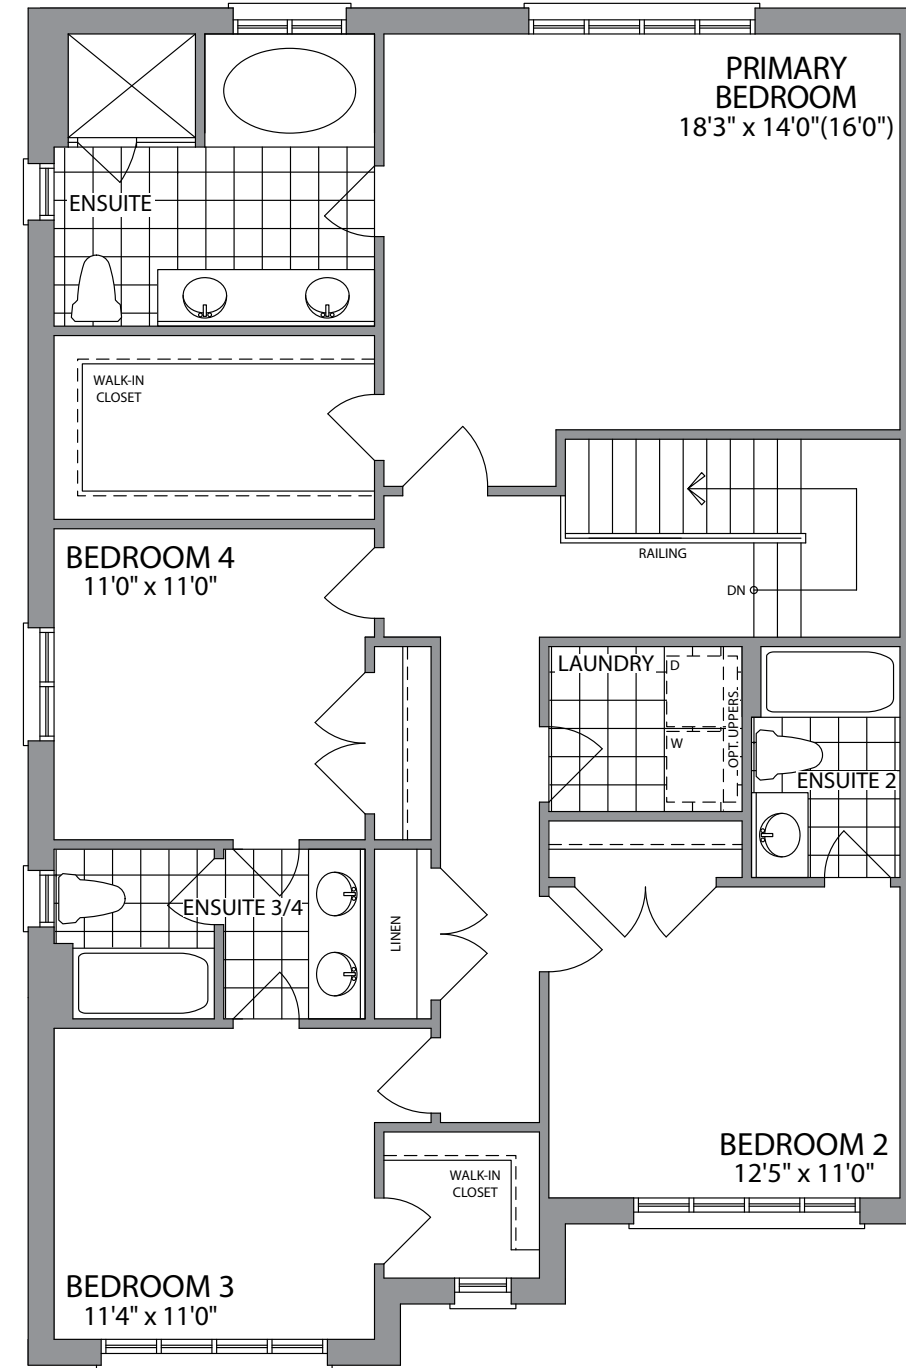 PRIMARY
BEDROOM
18'3" x 14'0"(16'0")
ENSUITE
WALK-IN
CLOSET
BEDROOM 4
11'0" x 11'0"
RAILING
DN
LAUNDRY
D
W
OPT. UPPERS
ENSUITE 2
ENSUITE 3/4
LINEN
BEDROOM 2
12'5" x 11'0"
WALK-IN
CLOSET
BEDROOM 3
11'4" x 11'0"